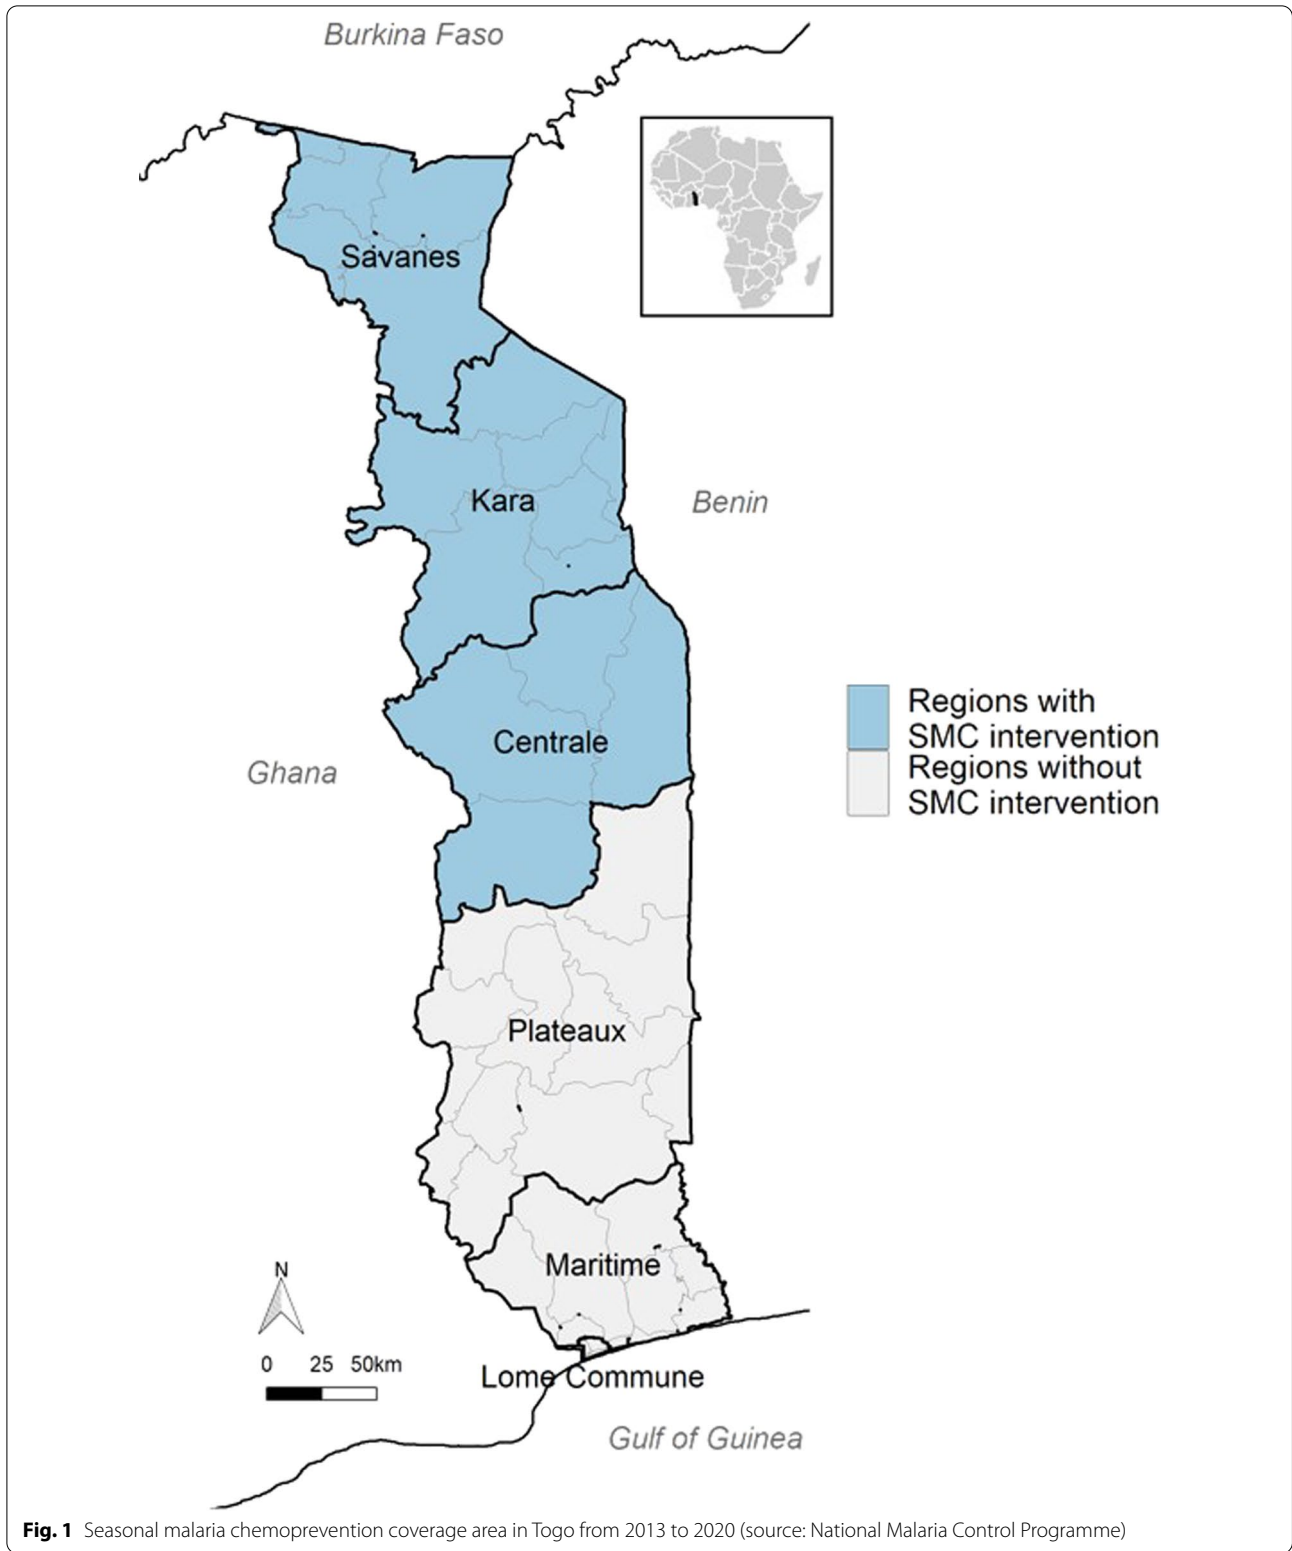 Burkina Faso
Savanes
Kara
Benin
Regions with
SMC intervention
Regions without
SMC intervention
Centrale
Ghana
Plateaux
Maritime
N
0 25 50km
Lome Commune
Gulf of Guinea
Fig. 1 Seasonal malaria chemoprevention coverage area in Togo from 2013 to 2020 (source: National Malaria Control Programme)